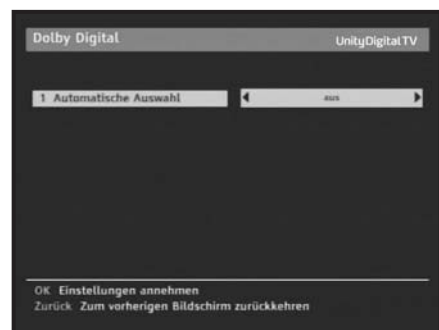 Dolby Digital
UnityDigitalTV
1 Automatische Auswahl
aus
OK Einstellungen annehmen
Zurück Zum vorherigen Bildschirm zurückkehren